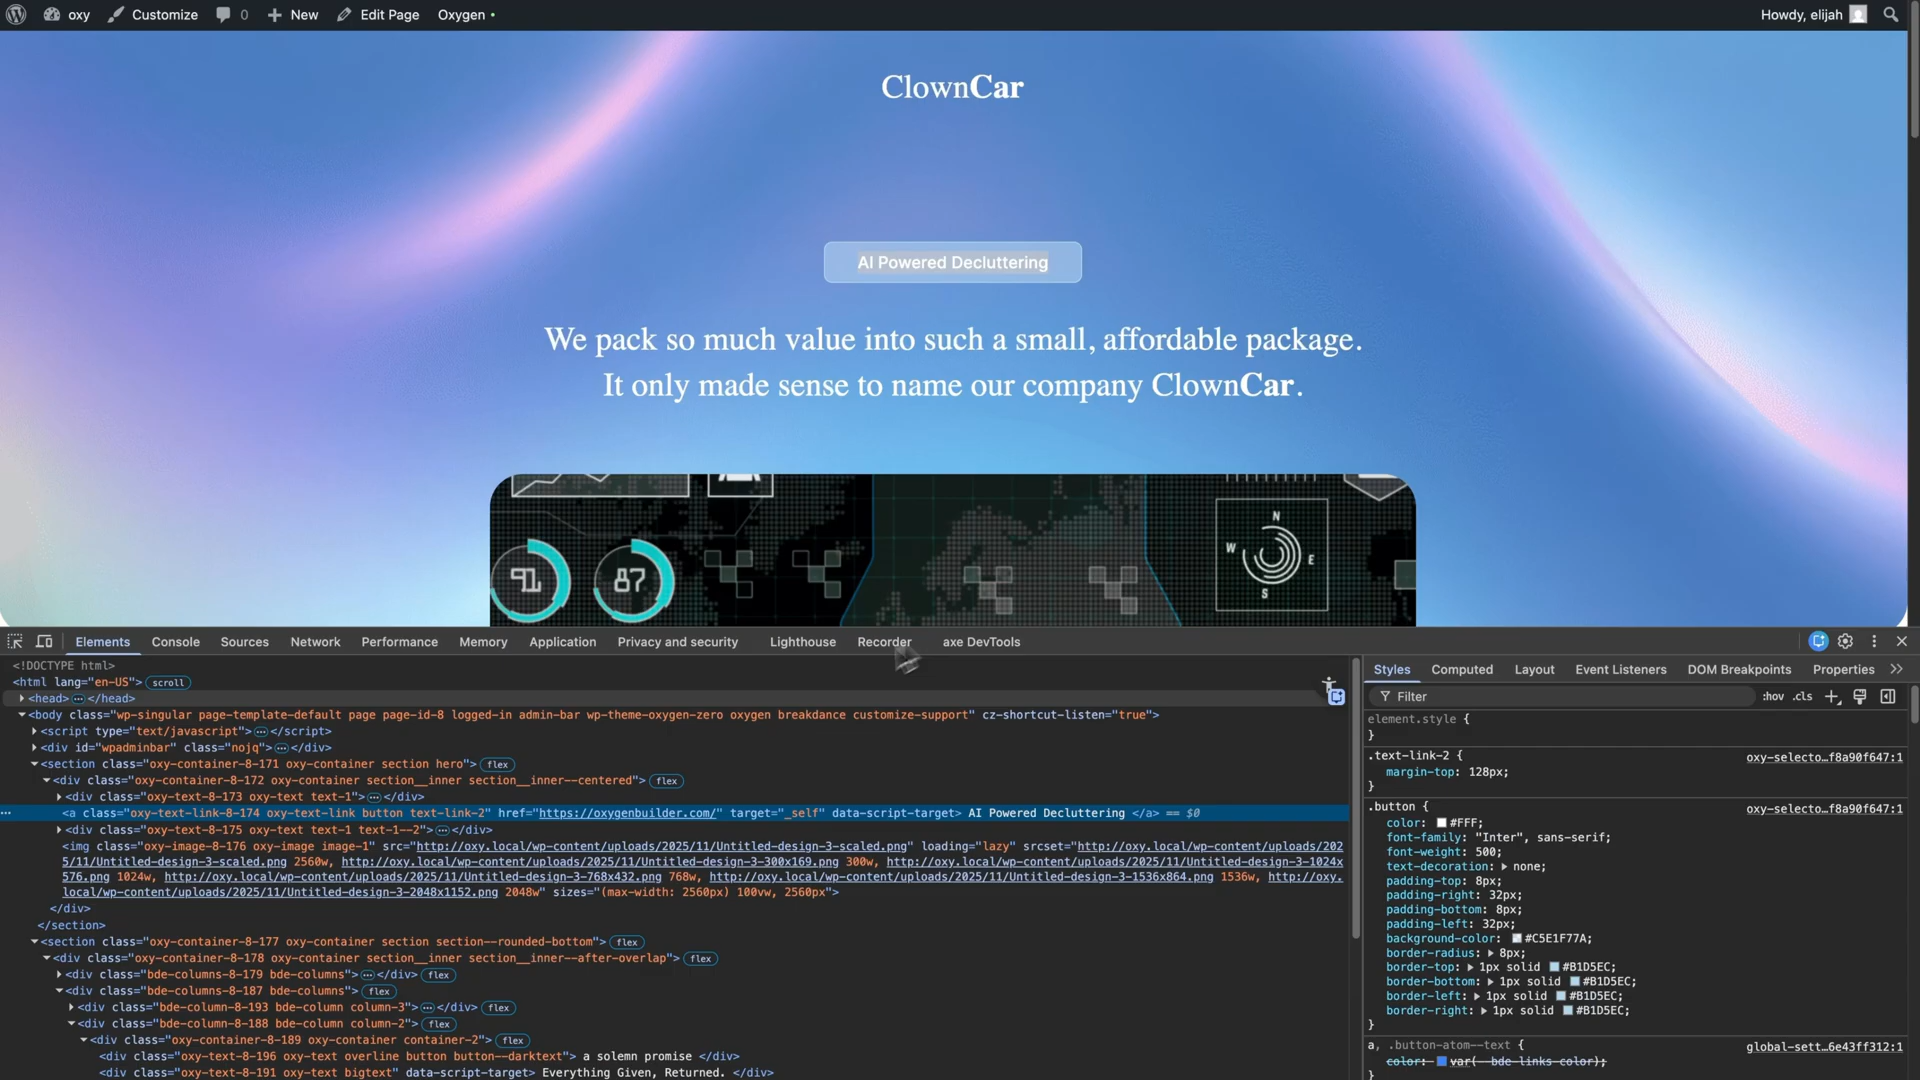 oxy Customize 0 New Edit Page Oxygen Howdy, elijah
ClownCar
AI Powered Decluttering
We pack so much value into such a small, affordable package.
It only made sense to name our company ClownCar.
91 87 N W E S
Elements Console Sources Network Performance Memory Application Privacy and security Lighthouse Recorder axe DevTools
<!DOCTYPE html>
<html lang="en-US"> scroll
<head> … </head>
<body class="wp-singular page-template-default page page-id-8 logged-in admin-bar wp-theme-oxygen-zero oxygen breakdance customize-support" cz-shortcut-listen="true">
<script type="text/javascript"> … </script>
<div id="wpadminbar" class="nojq"> … </div>
<section class="oxy-container-8-171 oxy-container section hero"> flex
<div class="oxy-container-8-172 oxy-container section__inner section__inner--centered"> flex
<div class="oxy-text-8-173 oxy-text text-1"> … </div>
… <a class="oxy-text-link-8-174 oxy-text-link button text-link-2" href="https://oxygenbuilder.com/" target="_self" data-script-target> AI Powered Decluttering </a> == $0
<div class="oxy-text-8-175 oxy-text text-1 text-1--2"> … </div>
<img class="oxy-image-8-176 oxy-image image-1" src="http://oxy.local/wp-content/uploads/2025/11/Untitled-design-3-scaled.png" loading="lazy" srcset="http://oxy.local/wp-content/uploads/202
5/11/Untitled-design-3-scaled.png 2560w, http://oxy.local/wp-content/uploads/2025/11/Untitled-design-3-300x169.png 300w, http://oxy.local/wp-content/uploads/2025/11/Untitled-design-3-1024x
576.png 1024w, http://oxy.local/wp-content/uploads/2025/11/Untitled-design-3-768x432.png 768w, http://oxy.local/wp-content/uploads/2025/11/Untitled-design-3-1536x864.png 1536w, http://oxy.
local/wp-content/uploads/2025/11/Untitled-design-3-2048x1152.png 2048w" sizes="(max-width: 2560px) 100vw, 2560px">
</div>
</section>
<section class="oxy-container-8-177 oxy-container section section--rounded-bottom"> flex
<div class="oxy-container-8-178 oxy-container section__inner section__inner--after-overlap"> flex
<div class="bde-columns-8-179 bde-columns"> … </div> flex
<div class="bde-columns-8-187 bde-columns"> flex
<div class="bde-column-8-193 bde-column column-3"> … </div> flex
<div class="bde-column-8-188 bde-column column-2"> flex
<div class="oxy-container-8-189 oxy-container container-2"> flex
<div class="oxy-text-8-196 oxy-text overline button button--darktext"> a solemn promise </div>
<div class="oxy-text-8-191 oxy-text bigtext" data-script-target> Everything Given, Returned. </div>
Styles Computed Layout Event Listeners DOM Breakpoints Properties
Filter :hov .cls
element.style {
}
.text-link-2 { oxy-selecto…f8a90f647:1
margin-top: 128px;
}
.button { oxy-selecto…f8a90f647:1
color: #FFF;
font-family: "Inter", sans-serif;
font-weight: 500;
text-decoration: none;
padding-top: 8px;
padding-right: 32px;
padding-bottom: 8px;
padding-left: 32px;
background-color: #C5E1F77A;
border-radius: 8px;
border-top: 1px solid #B1D5EC;
border-bottom: 1px solid #B1D5EC;
border-left: 1px solid #B1D5EC;
border-right: 1px solid #B1D5EC;
}
a, .button-atom--text { global-sett…6e43ff312:1
color: var(--bde-links-color);
}